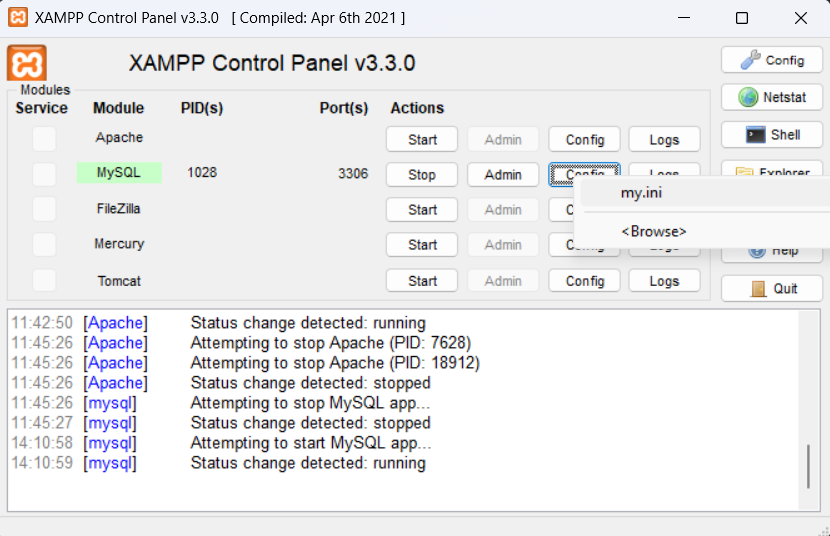 XAMPP Control Panel v3.3.0 [ Compiled: Apr 6th 2021 ]
XAMPP Control Panel v3.3.0
Config
Modules
Service Module PID(s) Port(s) Actions
Netstat
Apache Start Admin Config Logs
Shell
MySQL 1028 3306 Stop Admin Config Logs
Explorer
my.ini
FileZilla Start Admin
<Browse>
Mercury Start Admin Config Logs
Help
Tomcat Start Admin Config Logs
Quit
11:42:50 [Apache] Status change detected: running
11:45:26 [Apache] Attempting to stop Apache (PID: 7628)
11:45:26 [Apache] Attempting to stop Apache (PID: 18912)
11:45:26 [Apache] Status change detected: stopped
11:45:26 [mysql] Attempting to stop MySQL app...
11:45:27 [mysql] Status change detected: stopped
14:10:58 [mysql] Attempting to start MySQL app...
14:10:59 [mysql] Status change detected: running